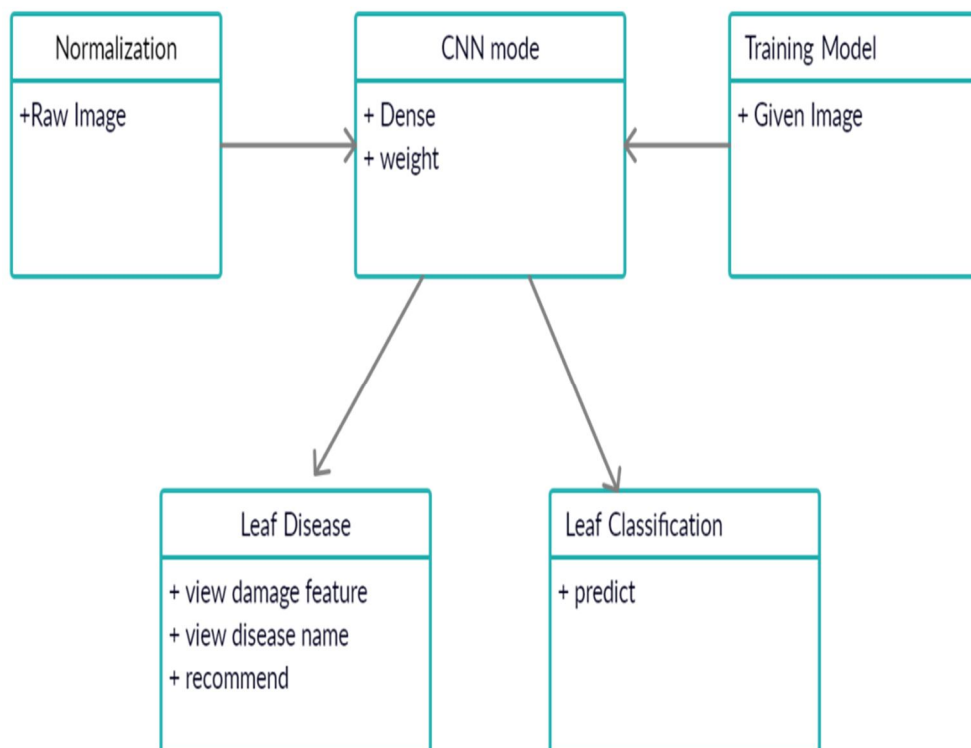 Normalization
+Raw Image
CNN mode
+ Dense
+ weight
Training Model
+ Given Image
Leaf Disease
+ view damage feature
+ view disease name
+ recommend
Leaf Classification
+ predict